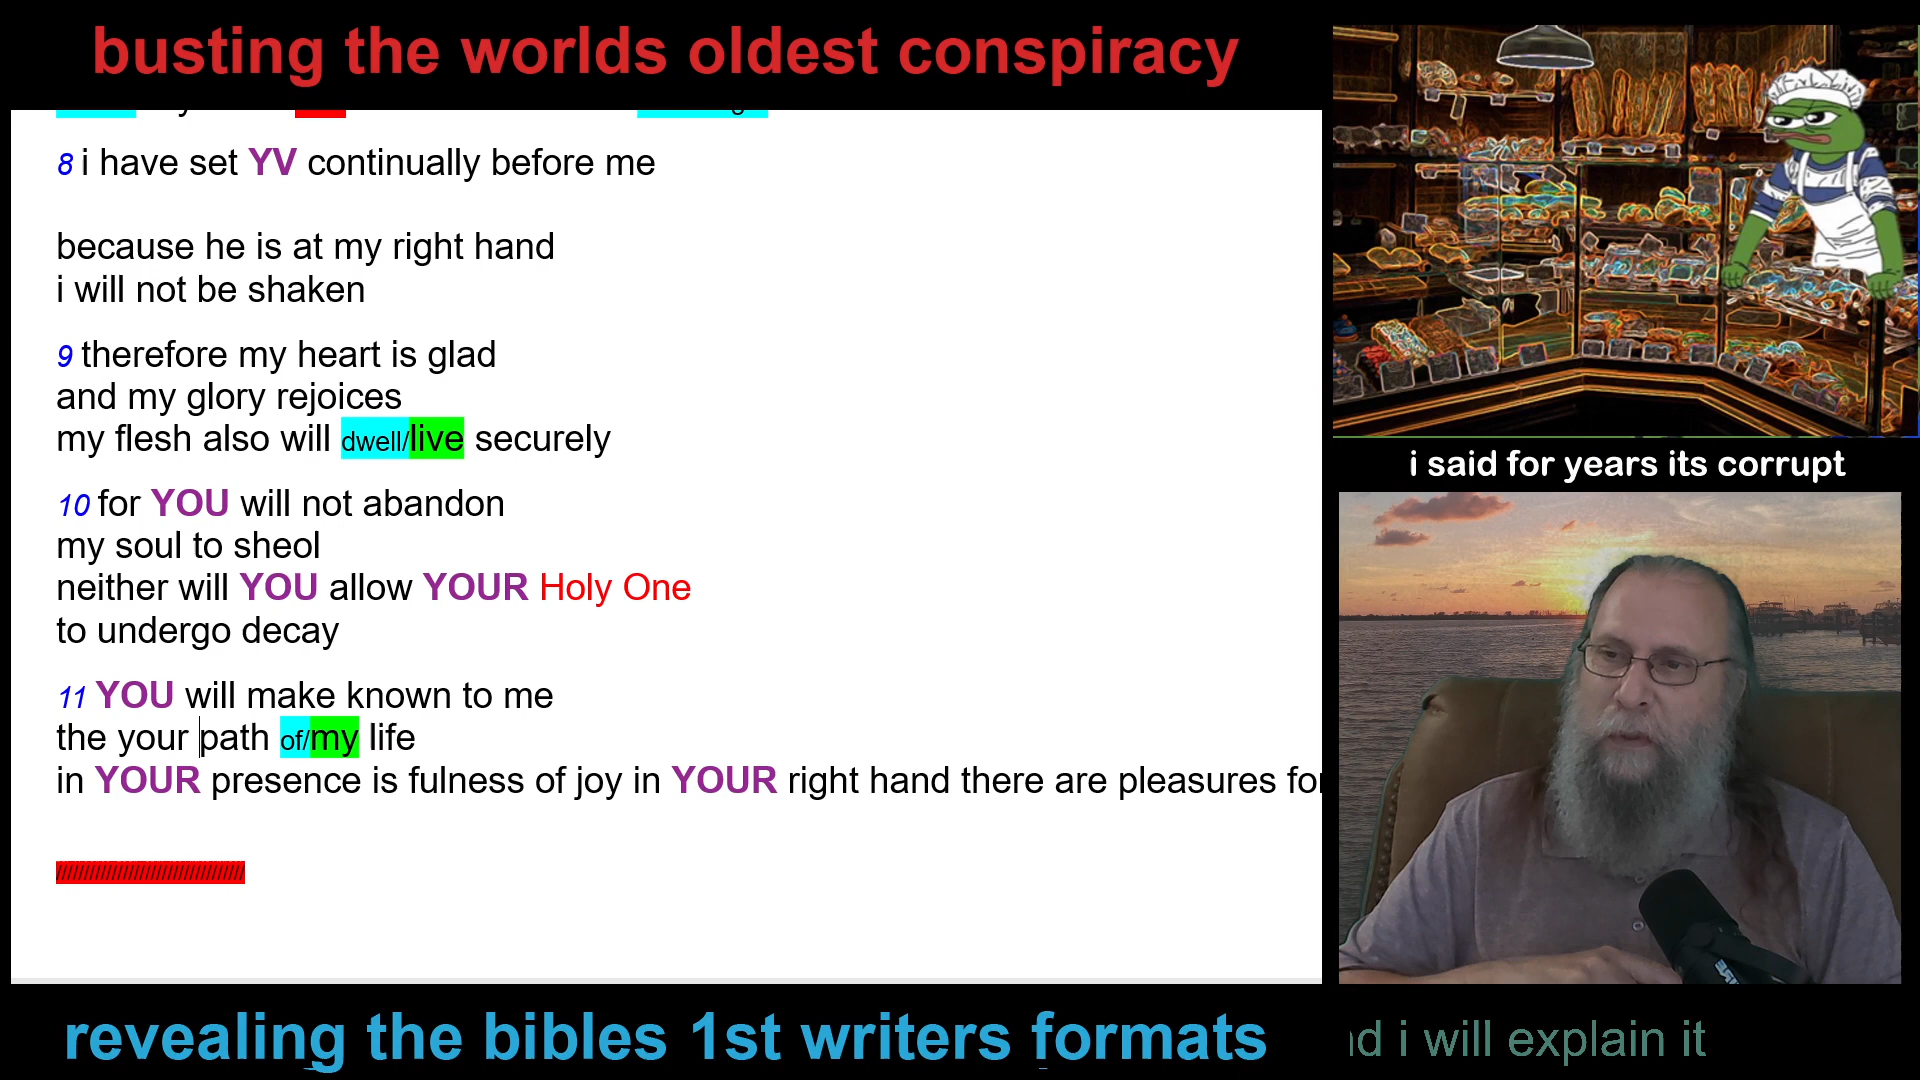 busting the worlds oldest conspiracy
8 i have set YV continually before me
because he is at my right hand
i will not be shaken
9 therefore my heart is glad
and my glory rejoices
my flesh also will dwell/live securely
10 for YOU will not abandon
my soul to sheol
neither will YOU allow YOUR Holy One
to undergo decay
11 YOU will make known to me
the your path of/my life
in YOUR presence is fulness of joy in YOUR right hand there are pleasures
/////////////////////////////////
i said for years its corrupt
revealing the bibles 1st writers formats
i will explain it